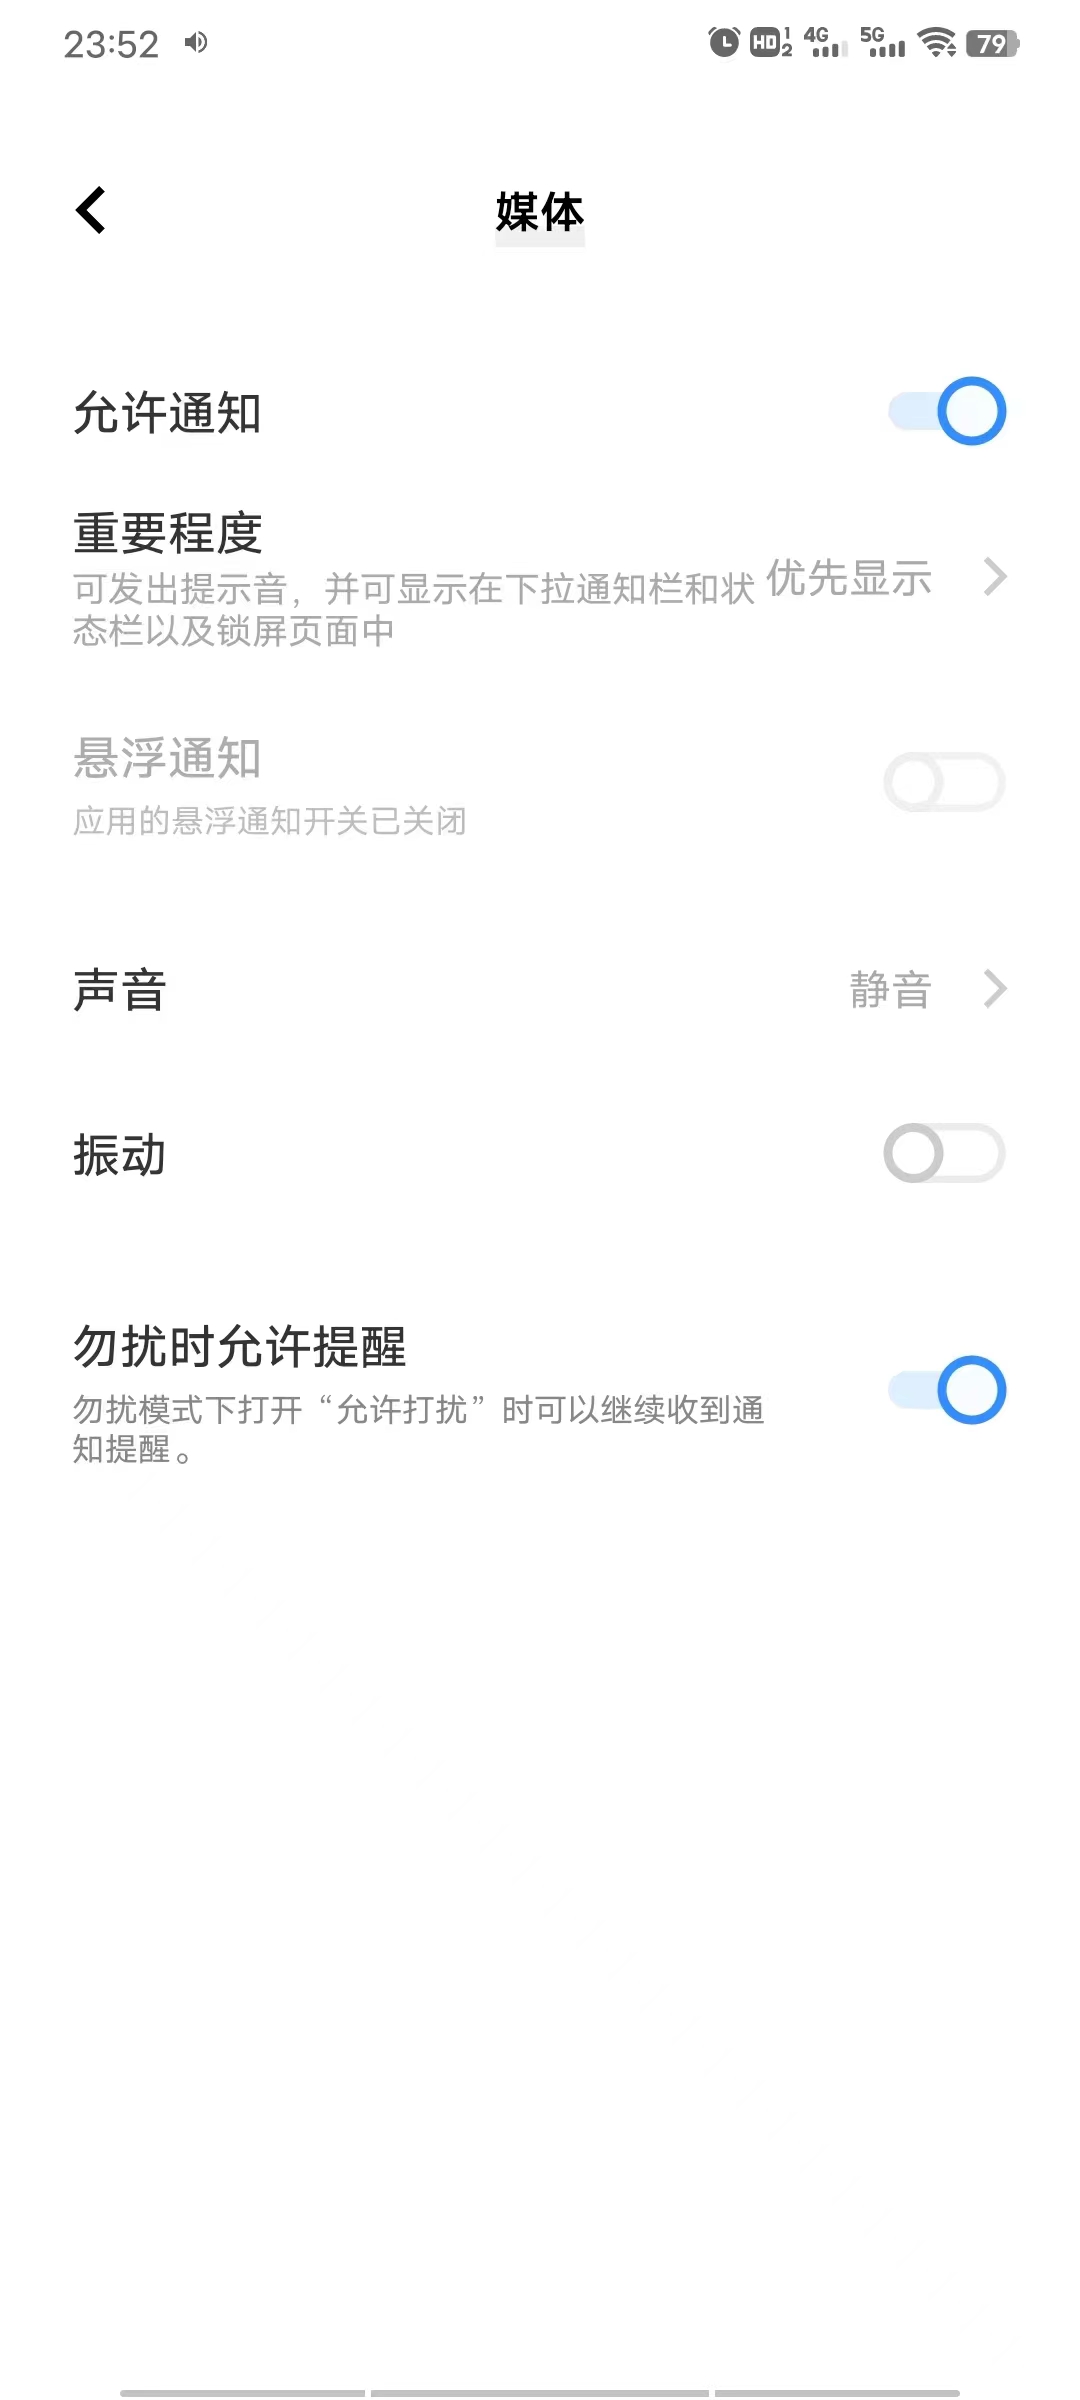 23:52 HD 1 2 4G 5G 79
媒体
允许通知
重要程度
可发出提示音，并可显示在下拉通知栏和状
态栏以及锁屏页面中
优先显示
悬浮通知
应用的悬浮通知开关已关闭
声音
静音
振动
勿扰时允许提醒
勿扰模式下打开“允许打扰”时可以继续收到通
知提醒。